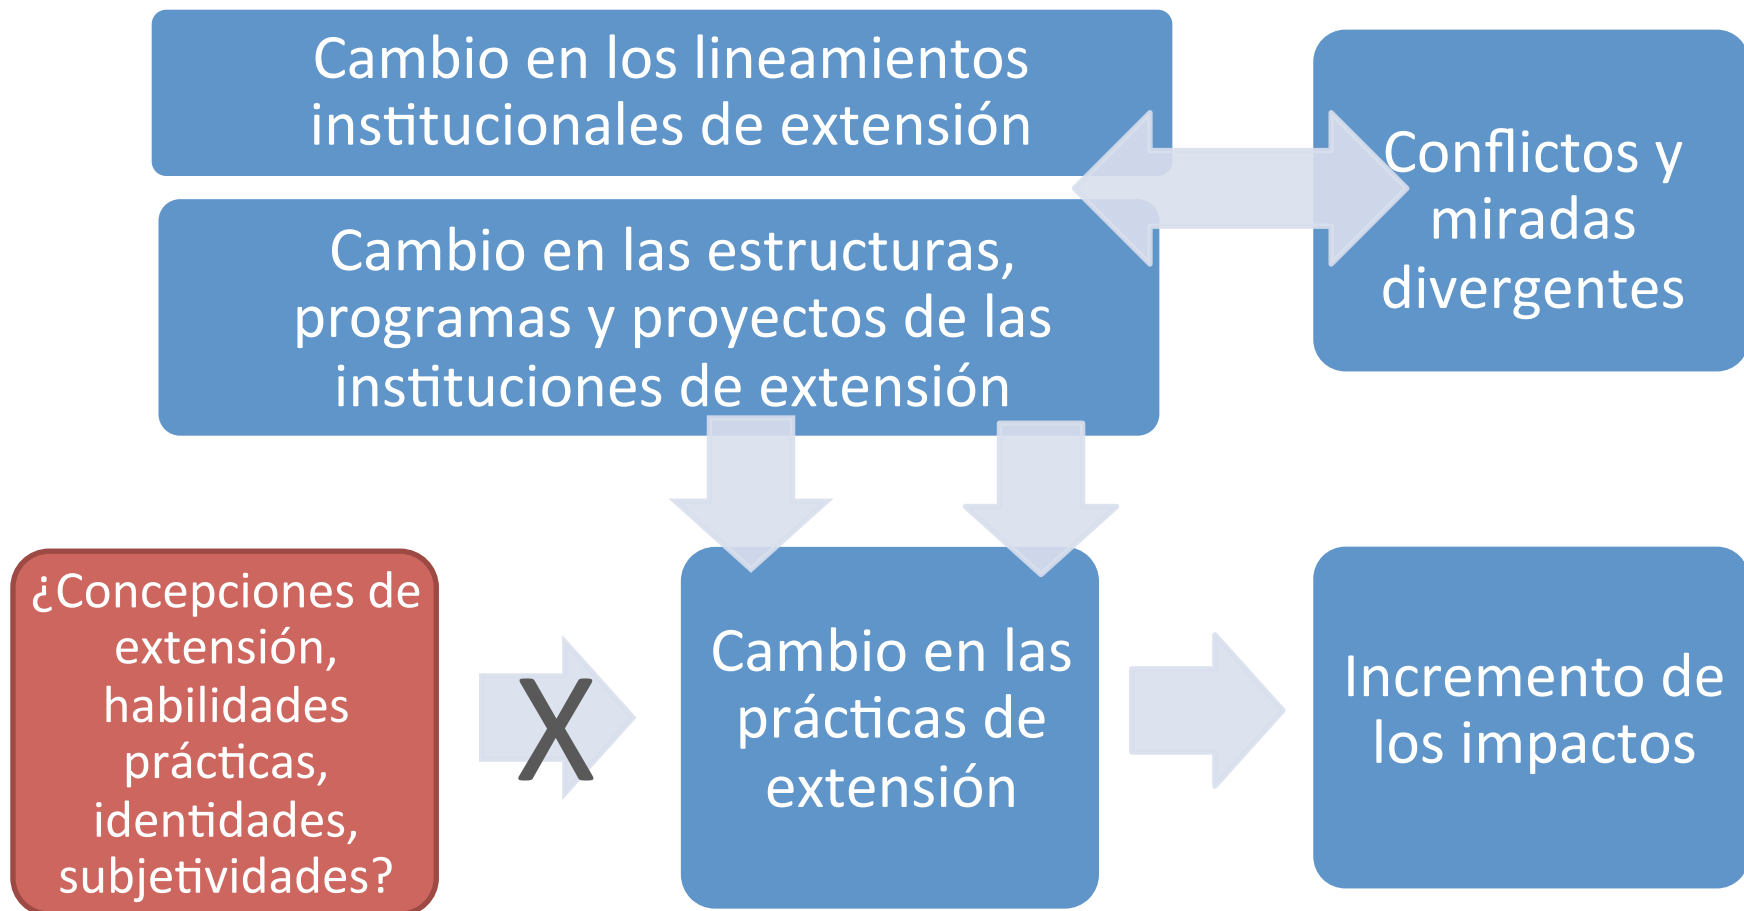 Cambio en los lineamientos
institucionales de extensión
Conflictos y
miradas
divergentes
Cambio en las estructuras,
programas y proyectos de las
instituciones de extensión
¿Concepciones de
extensión,
habilidades
prácticas,
identidades,
subjetividades?
X
Cambio en las
prácticas de
extensión
Incremento de
los impactos